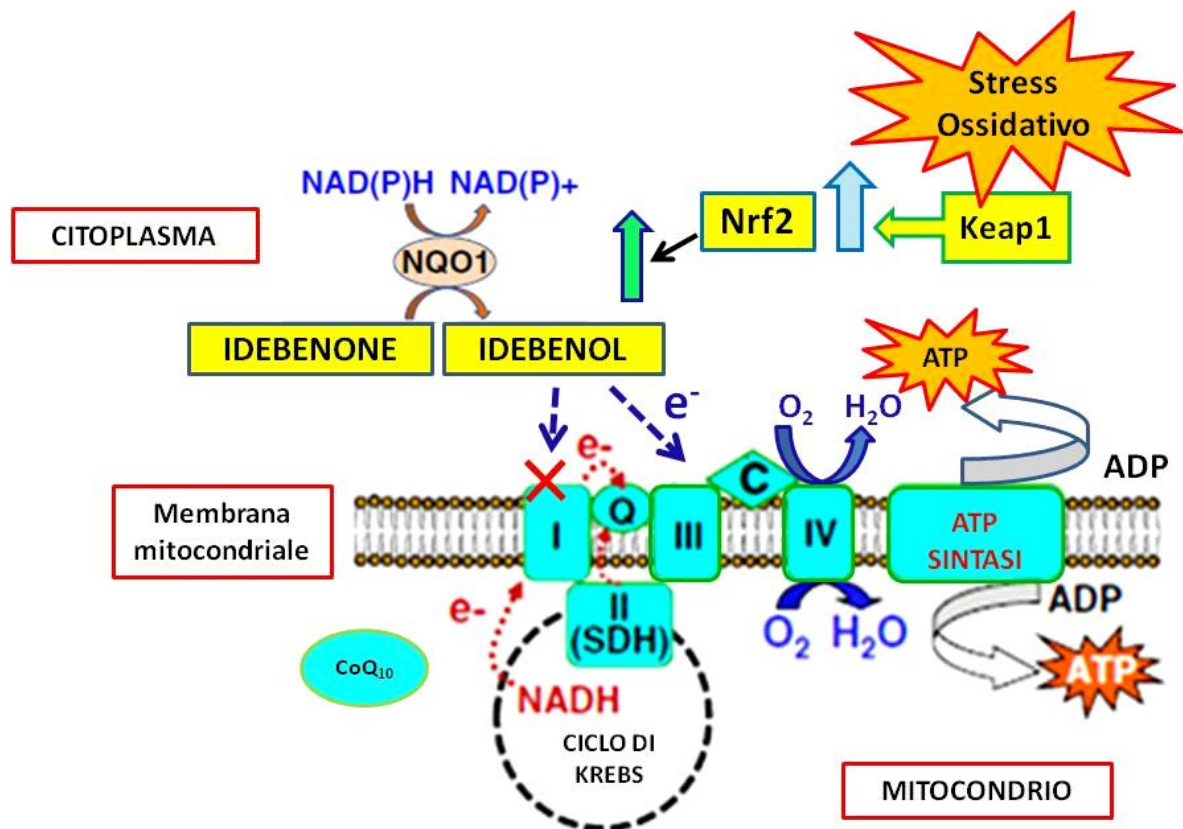 Stress
Ossidativo
NAD(P)H NAD(P)+
CITOPLASMA
Nrf2
Keap1
NQO1
IDEBENONE
IDEBENOL
ATP
e-
O₂
H₂O
e-
ADP
C
Q
Membrana
mitocondriale
I
III
IV
ATP
SINTASI
e-
II
(SDH)
ADP
O₂ H₂O
CoQ₁₀
NADH
ATP
CICLO DI
KREBS
MITOCONDRIO